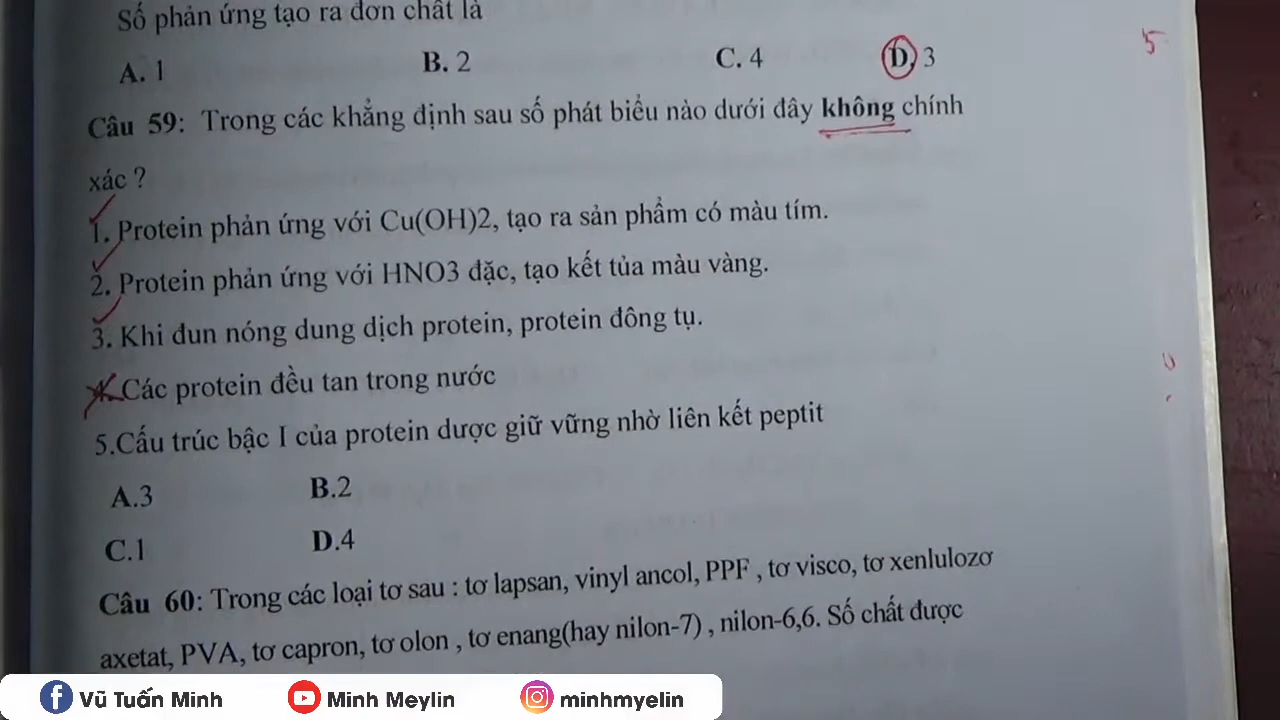 Số phản ứng tạo ra đơn chất là
A. 1 B. 2 C. 4 D. 3
5
Câu 59: Trong các khẳng định sau số phát biểu nào dưới đây không chính
xác ?
1. Protein phản ứng với Cu(OH)2, tạo ra sản phẩm có màu tím.
2. Protein phản ứng với HNO3 đặc, tạo kết tủa màu vàng.
3. Khi đun nóng dung dịch protein, protein đông tụ.
4. Các protein đều tan trong nước
5.Cấu trúc bậc I của protein dược giữ vững nhờ liên kết peptit
A.3 B.2
C.1 D.4
Câu 60: Trong các loại tơ sau : tơ lapsan, vinyl ancol, PPF , tơ visco, tơ xenlulozơ
axetat, PVA, tơ capron, tơ olon , tơ enang(hay nilon-7) , nilon-6,6. Số chất được
Vũ Tuấn Minh Minh Meylin minhmyelin